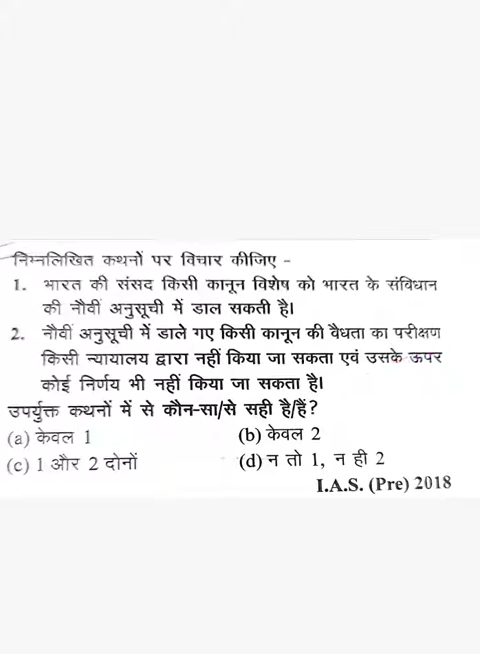 निम्नलिखित कथनों पर विचार कीजिए -
1. भारत की संसद किसी कानून विशेष को भारत के संविधान
की नौवीं अनुसूची में डाल सकती है।
2. नौवीं अनुसूची में डाले गए किसी कानून की वैधता का परीक्षण
किसी न्यायालय द्वारा नहीं किया जा सकता एवं उसके ऊपर
कोई निर्णय भी नहीं किया जा सकता है।
उपर्युक्त कथनों में से कौन-सा/से सही है/हैं?
(a) केवल 1 (b) केवल 2
(c) 1 और 2 दोनों (d) न तो 1, न ही 2
I.A.S. (Pre) 2018